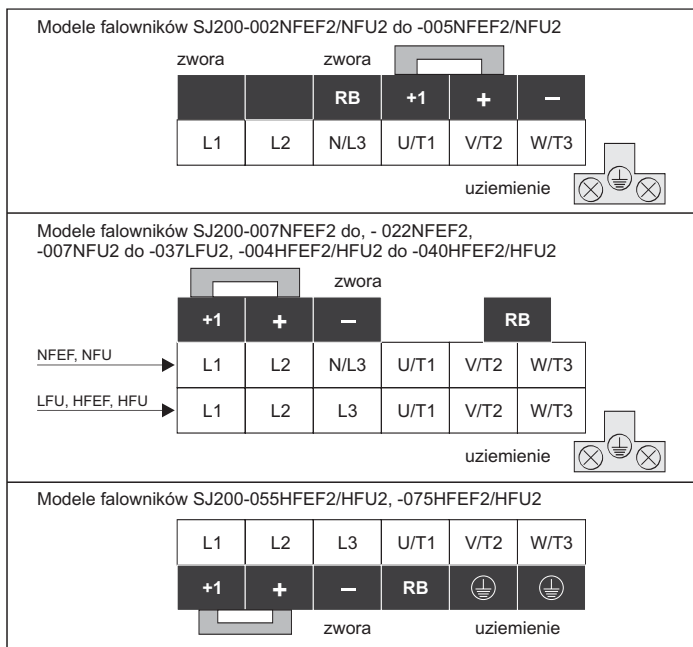 Modele falowników SJ200-002NFEF2/NFU2 do -005NFEF2/NFU2
zwora zwora
RB +1 + −
L1 L2 N/L3 U/T1 V/T2 W/T3
uziemienie
Modele falowników SJ200-007NFEF2 do, - 022NFEF2,
-007NFU2 do -037LFU2, -004HFEF2/HFU2 do -040HFEF2/HFU2
zwora
+1 + − RB
NFEF, NFU L1 L2 N/L3 U/T1 V/T2 W/T3
LFU, HFEF, HFU L1 L2 L3 U/T1 V/T2 W/T3
uziemienie
Modele falowników SJ200-055HFEF2/HFU2, -075HFEF2/HFU2
L1 L2 L3 U/T1 V/T2 W/T3
+1 + − RB
zwora uziemienie